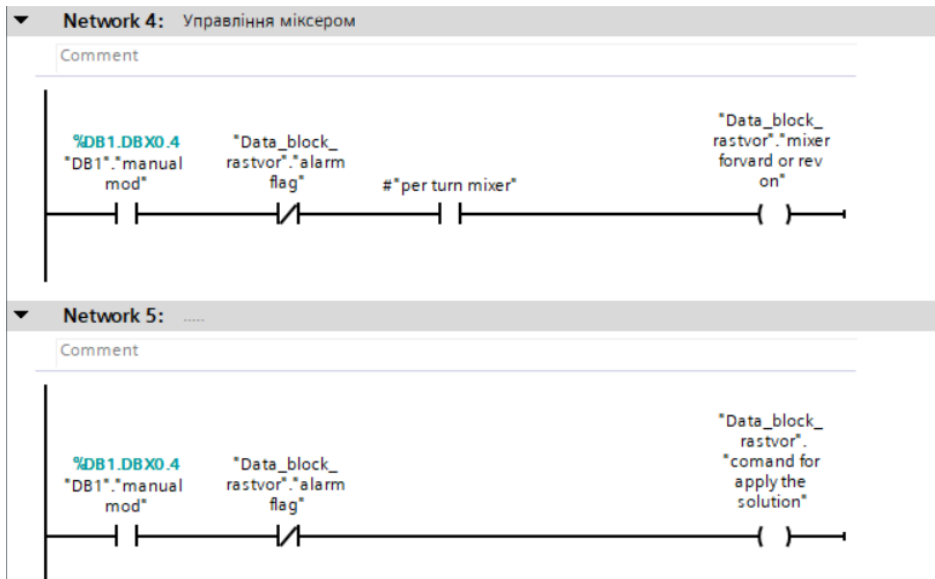 Network 4: Управління міксером
Comment
%DB1.DBX0.4
"DB1"."manual
mod"
"Data_block_
rastvor"."alarm
flag"
#"per turn mixer"
"Data_block_
rastvor"."mixer
forvard or rev
on"
Network 5: .....
Comment
%DB1.DBX0.4
"DB1"."manual
mod"
"Data_block_
rastvor"."alarm
flag"
"Data_block_
rastvor".
"comand for
apply the
solution"